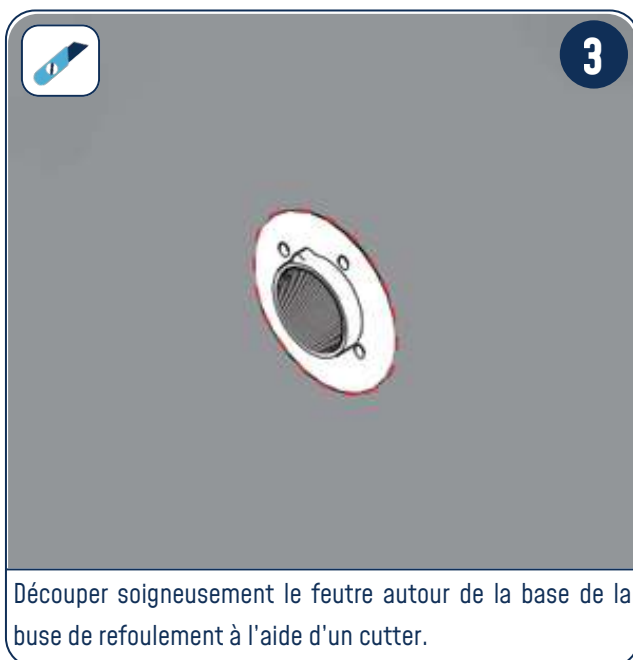 3
Découper soigneusement le feutre autour de la base de la
buse de refoulement à l'aide d'un cutter.